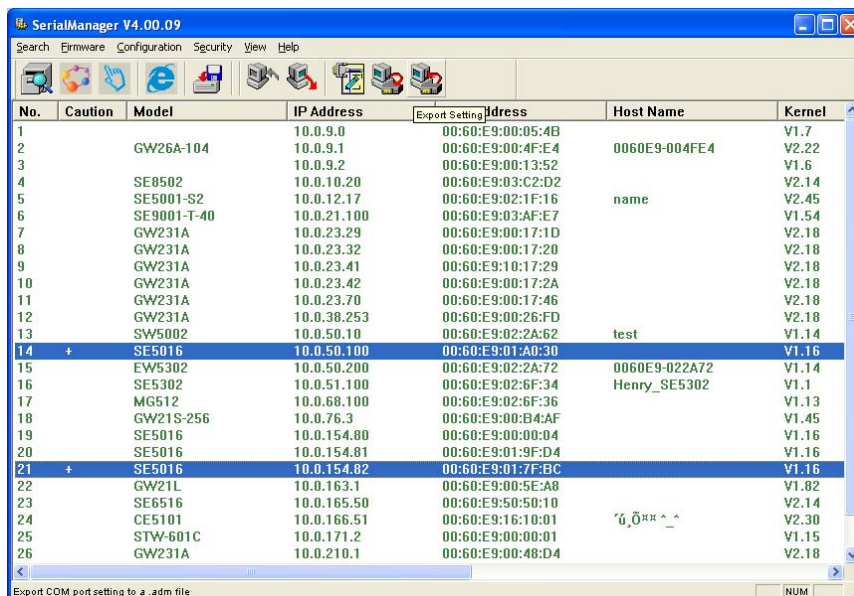 SerialManager V4.00.09
Search Firmware Configuration Security View Help
No. Caution Model IP Address Export Setting ddress Host Name Kernel
1 10.0.9.0 00:60:E9:00:05:4B V1.7
2 GW26A-104 10.0.9.1 00:60:E9:00:4F:E4 0060E9-004FE4 V2.22
3 10.0.9.2 00:60:E9:00:13:52 V1.6
4 SE8502 10.0.10.20 00:60:E9:03:C2:D2 V2.14
5 SE5001-S2 10.0.12.17 00:60:E9:02:1F:16 name V2.45
6 SE9001-T-40 10.0.21.100 00:60:E9:03:AF:E7 V1.54
7 GW231A 10.0.23.29 00:60:E9:00:17:1D V2.18
8 GW231A 10.0.23.32 00:60:E9:00:17:20 V2.18
9 GW231A 10.0.23.41 00:60:E9:10:17:29 V2.18
10 GW231A 10.0.23.42 00:60:E9:00:17:2A V2.18
11 GW231A 10.0.23.70 00:60:E9:00:17:46 V2.18
12 GW231A 10.0.38.253 00:60:E9:00:26:FD V2.18
13 SW5002 10.0.50.10 00:60:E9:02:2A:62 test V1.14
14 + SE5016 10.0.50.100 00:60:E9:01:A0:30 V1.16
15 EW5302 10.0.50.200 00:60:E9:02:2A:72 0060E9-022A72 V1.14
16 SE5302 10.0.51.100 00:60:E9:02:6F:34 Henry_SE5302 V1.1
17 MG512 10.0.68.100 00:60:E9:02:6F:36 V1.13
18 GW21S-256 10.0.76.3 00:60:E9:00:B4:AF V1.45
19 SE5016 10.0.154.80 00:60:E9:00:00:04 V1.16
20 SE5016 10.0.154.81 00:60:E9:01:9F:D4 V1.16
21 + SE5016 10.0.154.82 00:60:E9:01:7F:BC V1.16
22 GW21L 10.0.163.1 00:60:E9:00:5E:A8 V1.82
23 SE6516 10.0.165.50 00:60:E9:50:50:10 V2.14
24 CE5101 10.0.166.51 00:60:E9:16:10:01 ´ú¸Õ¤¤ ^_^ V2.30
25 STW-601C 10.0.171.2 00:60:E9:00:00:01 V1.15
26 GW231A 10.0.210.1 00:60:E9:00:48:D4 V2.18
Export COM port setting to a .adm file NUM